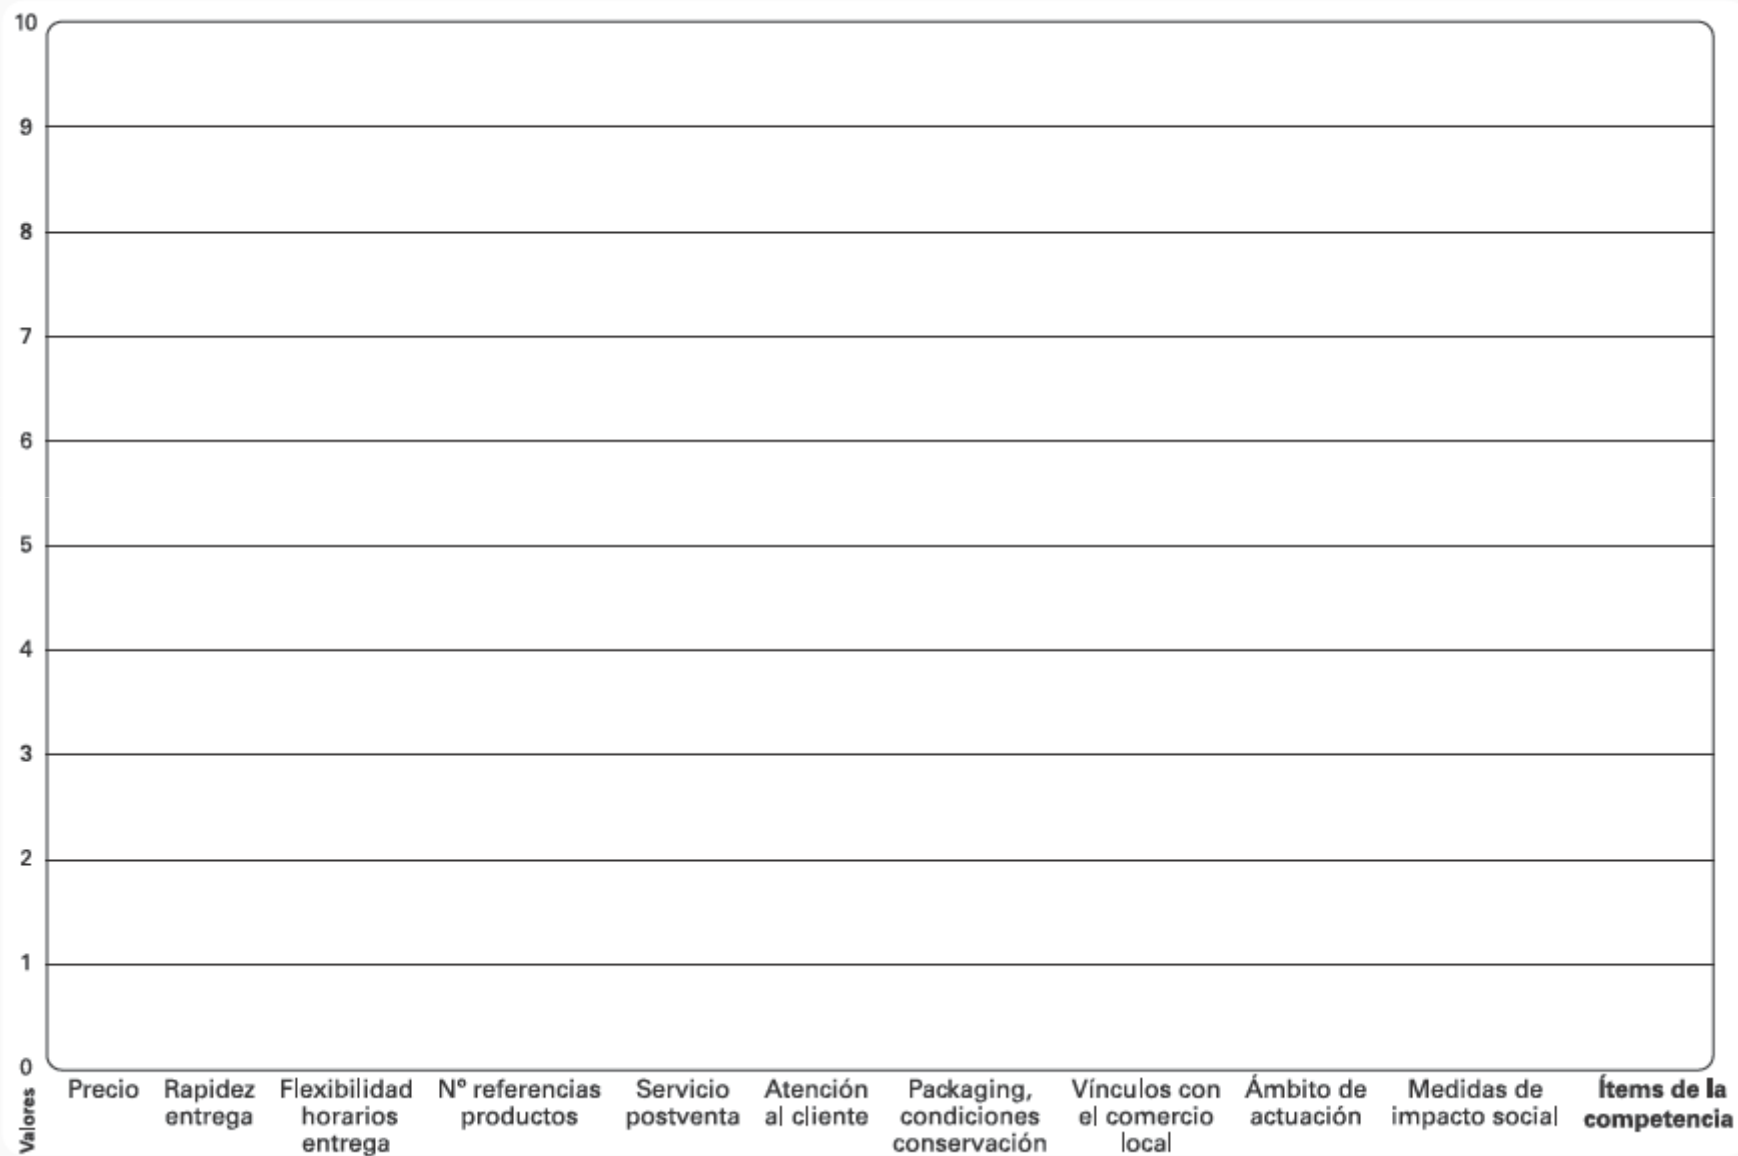 10
9
8
7
6
5
4
3
2
1
0
Valores
Precio
Rapidez
entrega
Flexibilidad
horarios
entrega
Nº referencias
productos
Servicio
postventa
Atención
al cliente
Packaging,
condiciones
conservación
Vínculos con
el comercio
local
Ámbito de
actuación
Medidas de
impacto social
Ítems de la
competencia